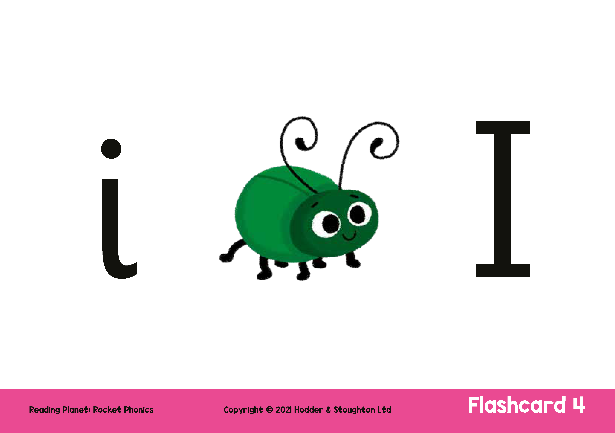 i I
Reading Planet: Rocket Phonics Copyright © 2021 Hodder & Stoughton Ltd Flashcard 4